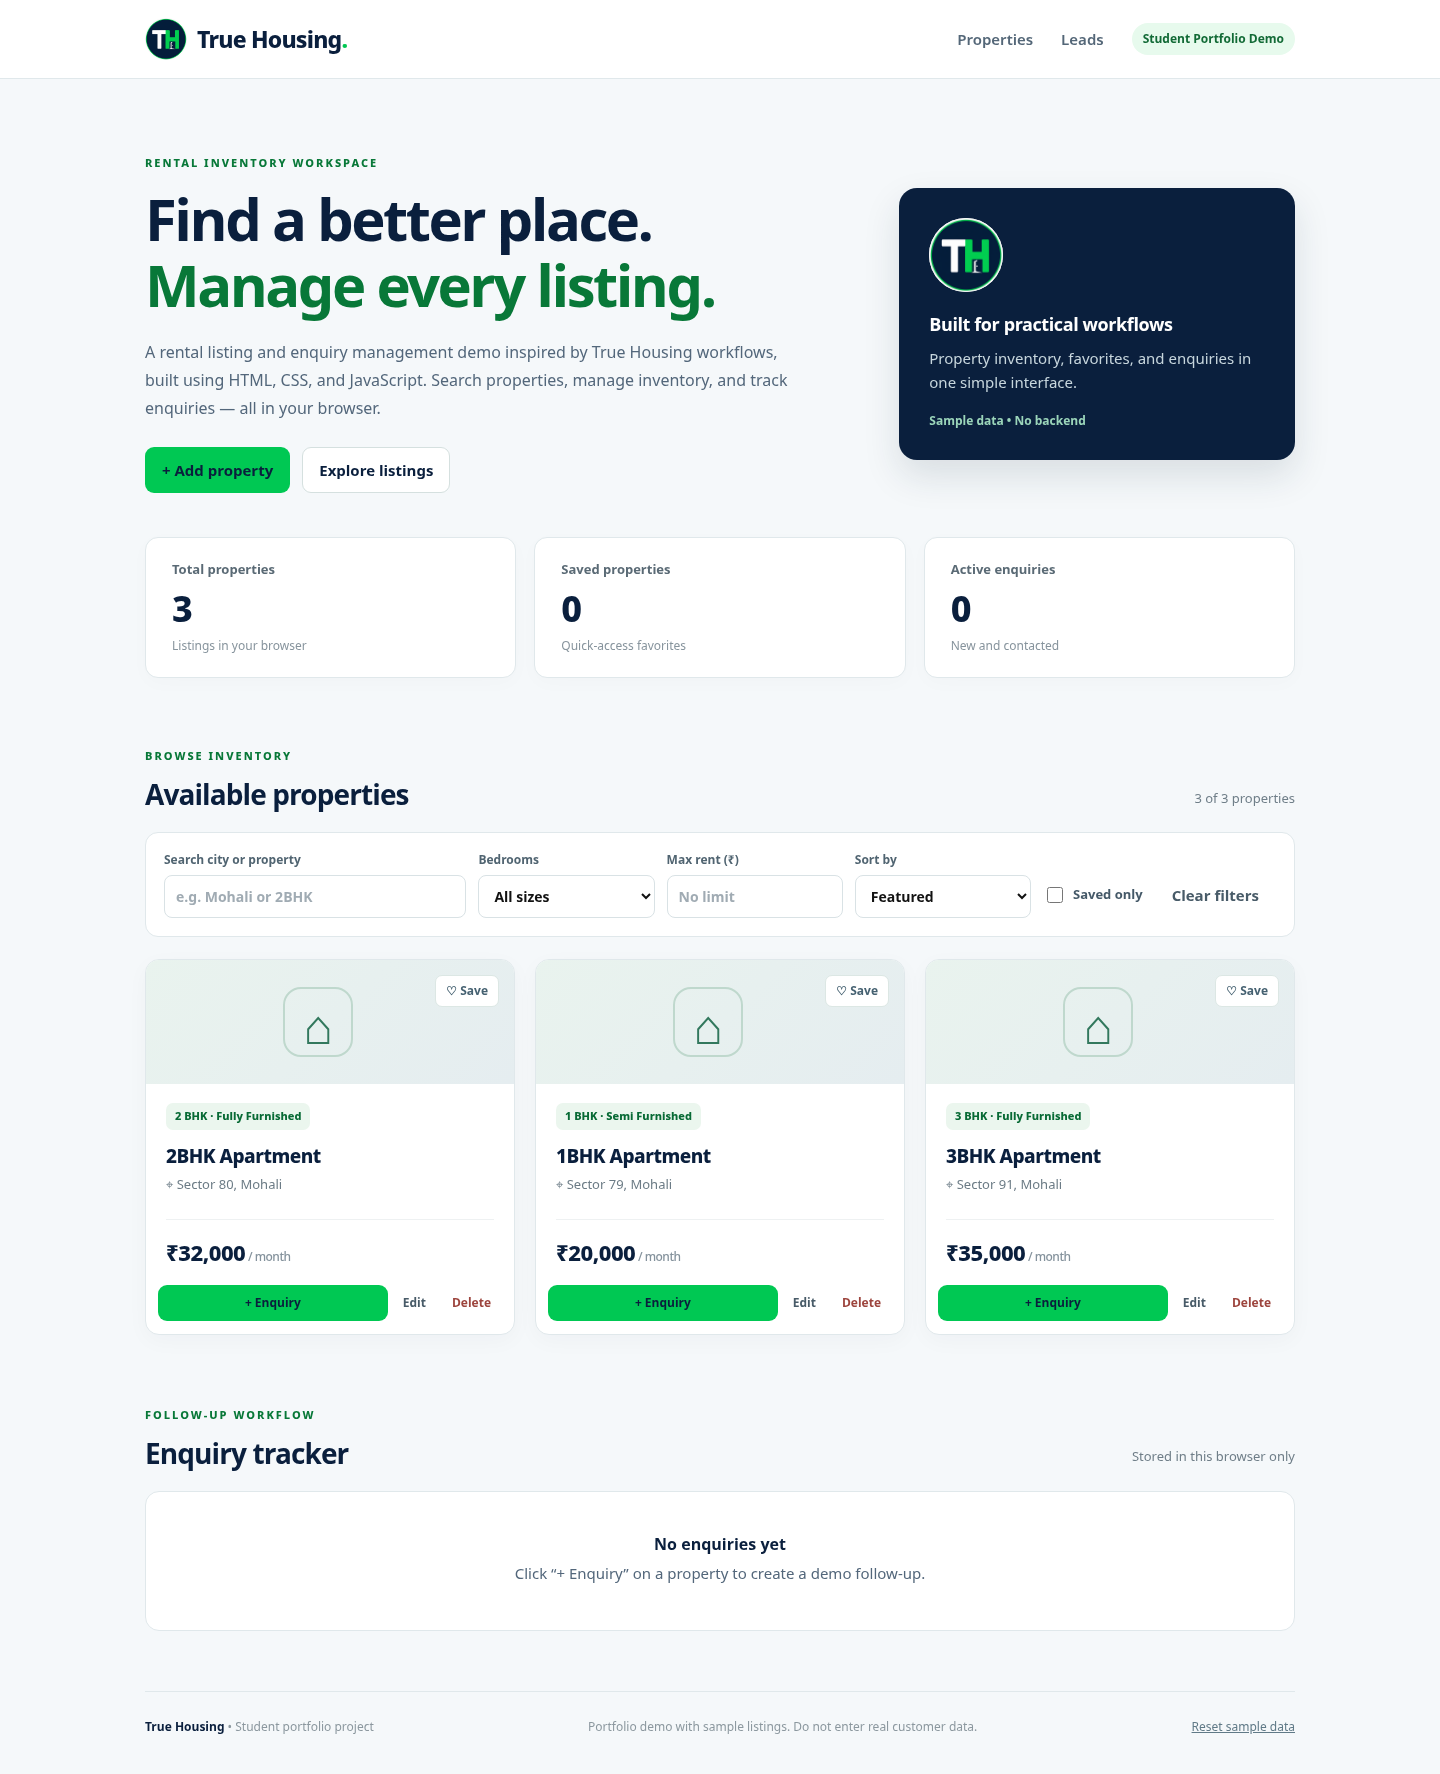 TH True Housing.
Properties
Leads
Student Portfolio Demo
RENTAL INVENTORY WORKSPACE
Find a better place.
Manage every listing.
A rental listing and enquiry management demo inspired by True Housing workflows,
built using HTML, CSS, and JavaScript. Search properties, manage inventory, and track
enquiries — all in your browser.
+ Add property
Explore listings
TH
Built for practical workflows
Property inventory, favorites, and enquiries in
one simple interface.
Sample data • No backend
Total properties
3
Listings in your browser
Saved properties
0
Quick-access favorites
Active enquiries
0
New and contacted
BROWSE INVENTORY
Available properties
3 of 3 properties
Search city or property
e.g. Mohali or 2BHK
Bedrooms
All sizes
Max rent (₹)
No limit
Sort by
Featured
Saved only
Clear filters
♡ Save
2 BHK · Fully Furnished
2BHK Apartment
⌖ Sector 80, Mohali
₹32,000 / month
+ Enquiry
Edit
Delete
♡ Save
1 BHK · Semi Furnished
1BHK Apartment
⌖ Sector 79, Mohali
₹20,000 / month
+ Enquiry
Edit
Delete
♡ Save
3 BHK · Fully Furnished
3BHK Apartment
⌖ Sector 91, Mohali
₹35,000 / month
+ Enquiry
Edit
Delete
FOLLOW-UP WORKFLOW
Enquiry tracker
Stored in this browser only
No enquiries yet
Click “+ Enquiry” on a property to create a demo follow-up.
True Housing • Student portfolio project
Portfolio demo with sample listings. Do not enter real customer data.
Reset sample data